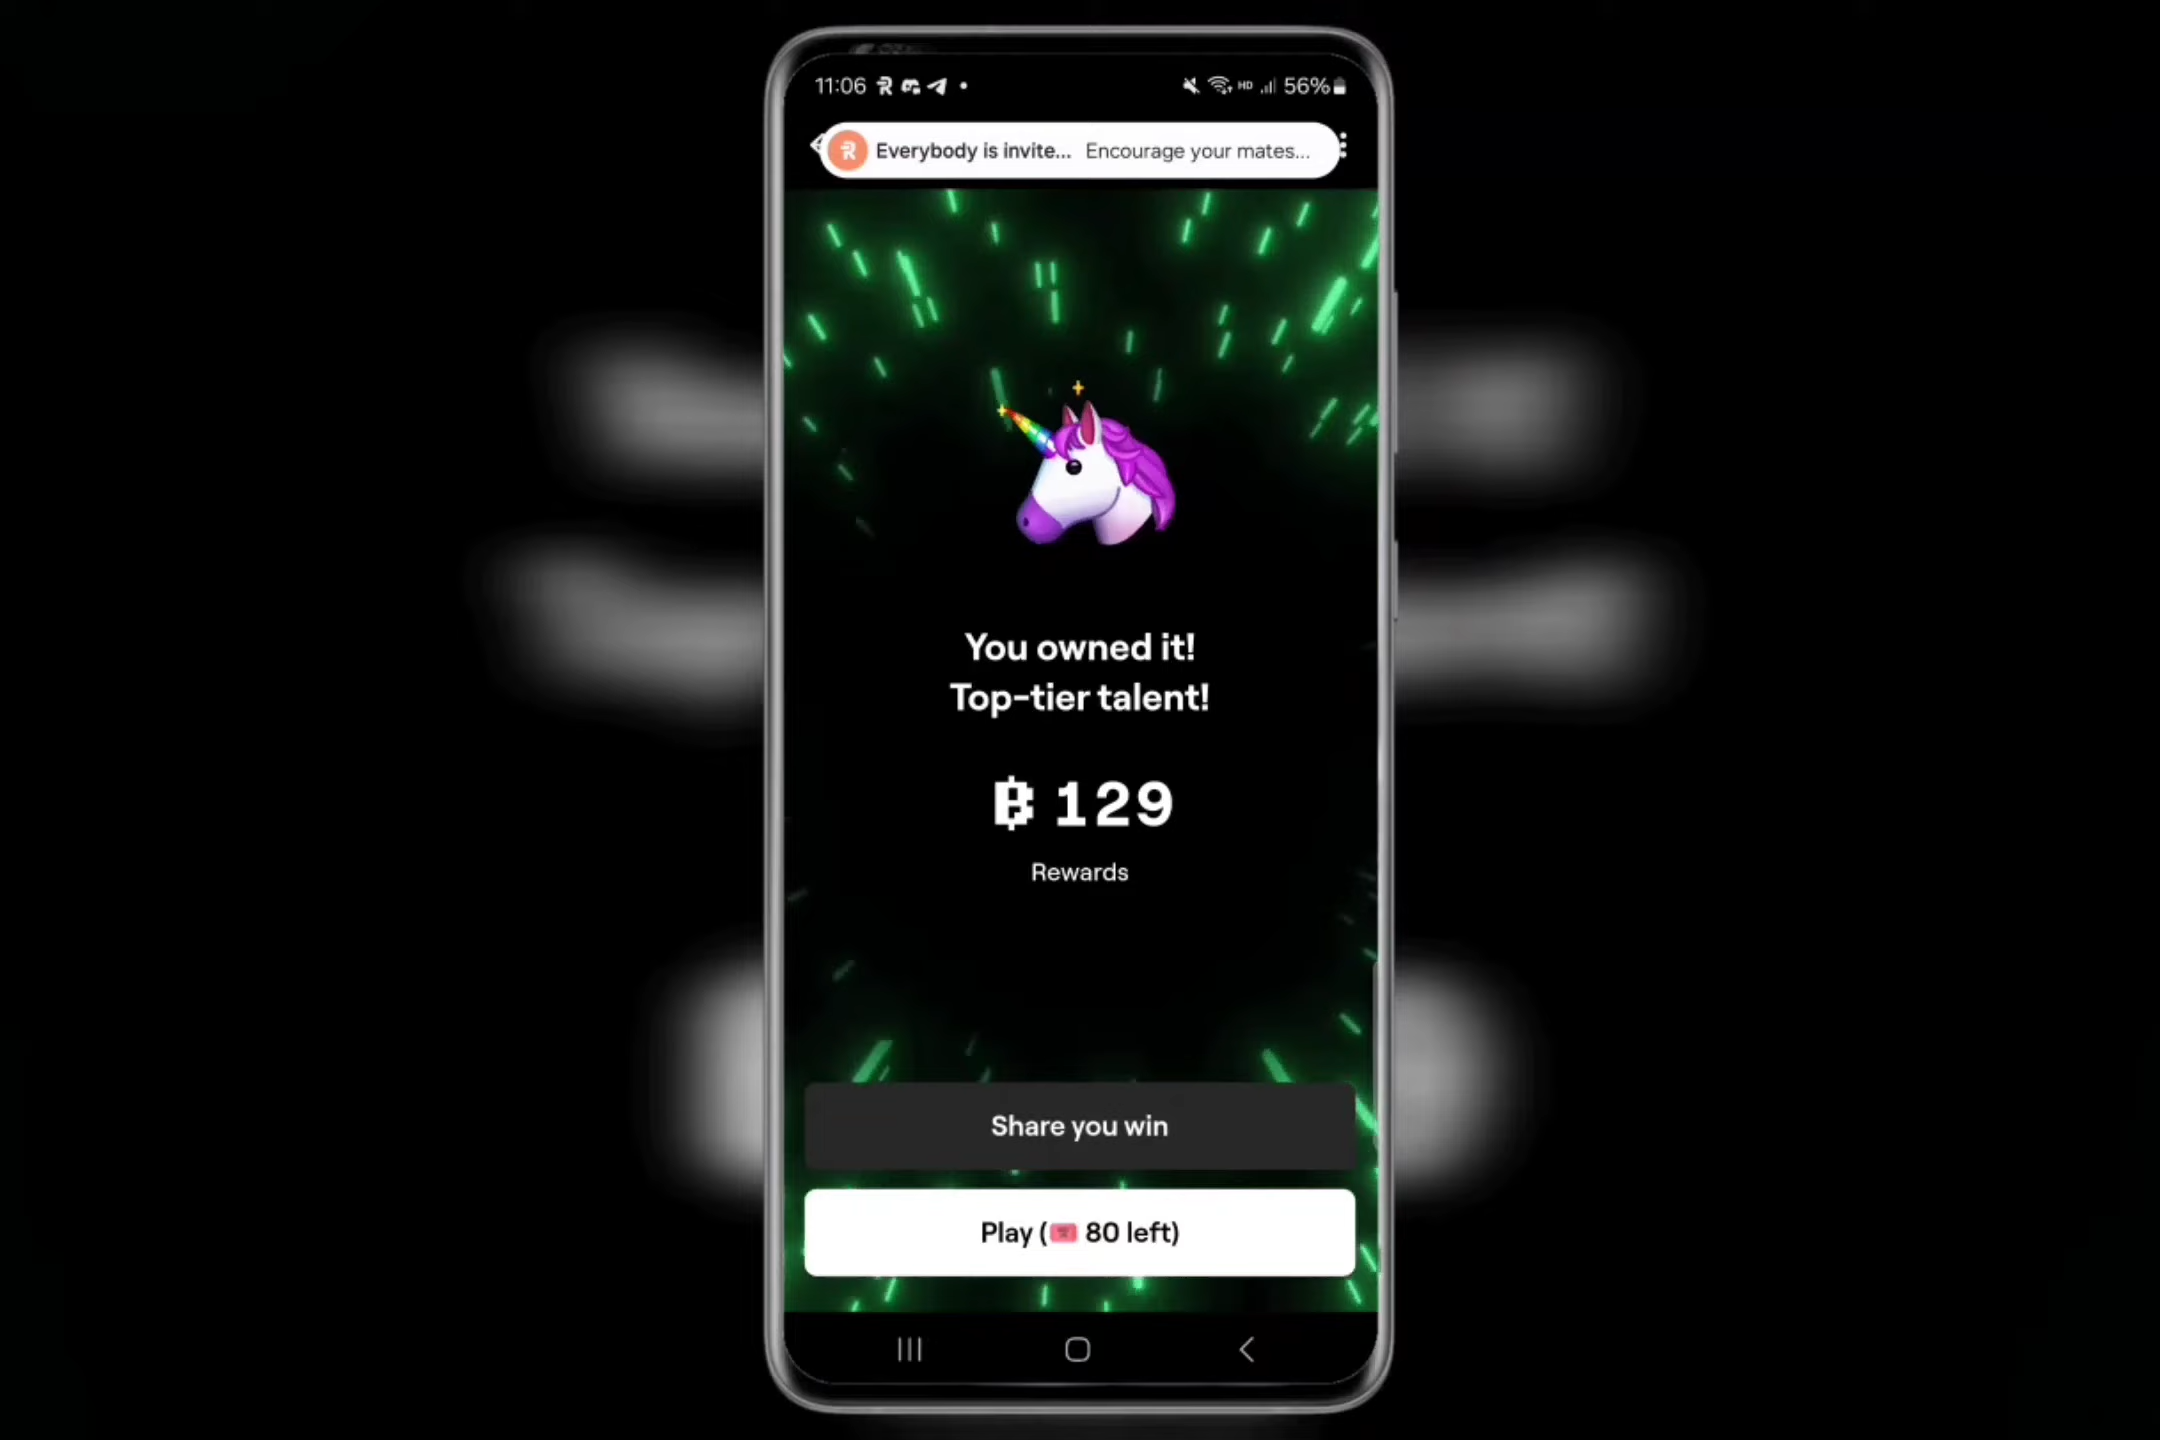 11:06
HD 56%
Everybody is invite... Encourage your mates...
You owned it!
Top-tier talent!
129
Rewards
Share you win
Play (🎟️ 80 left)